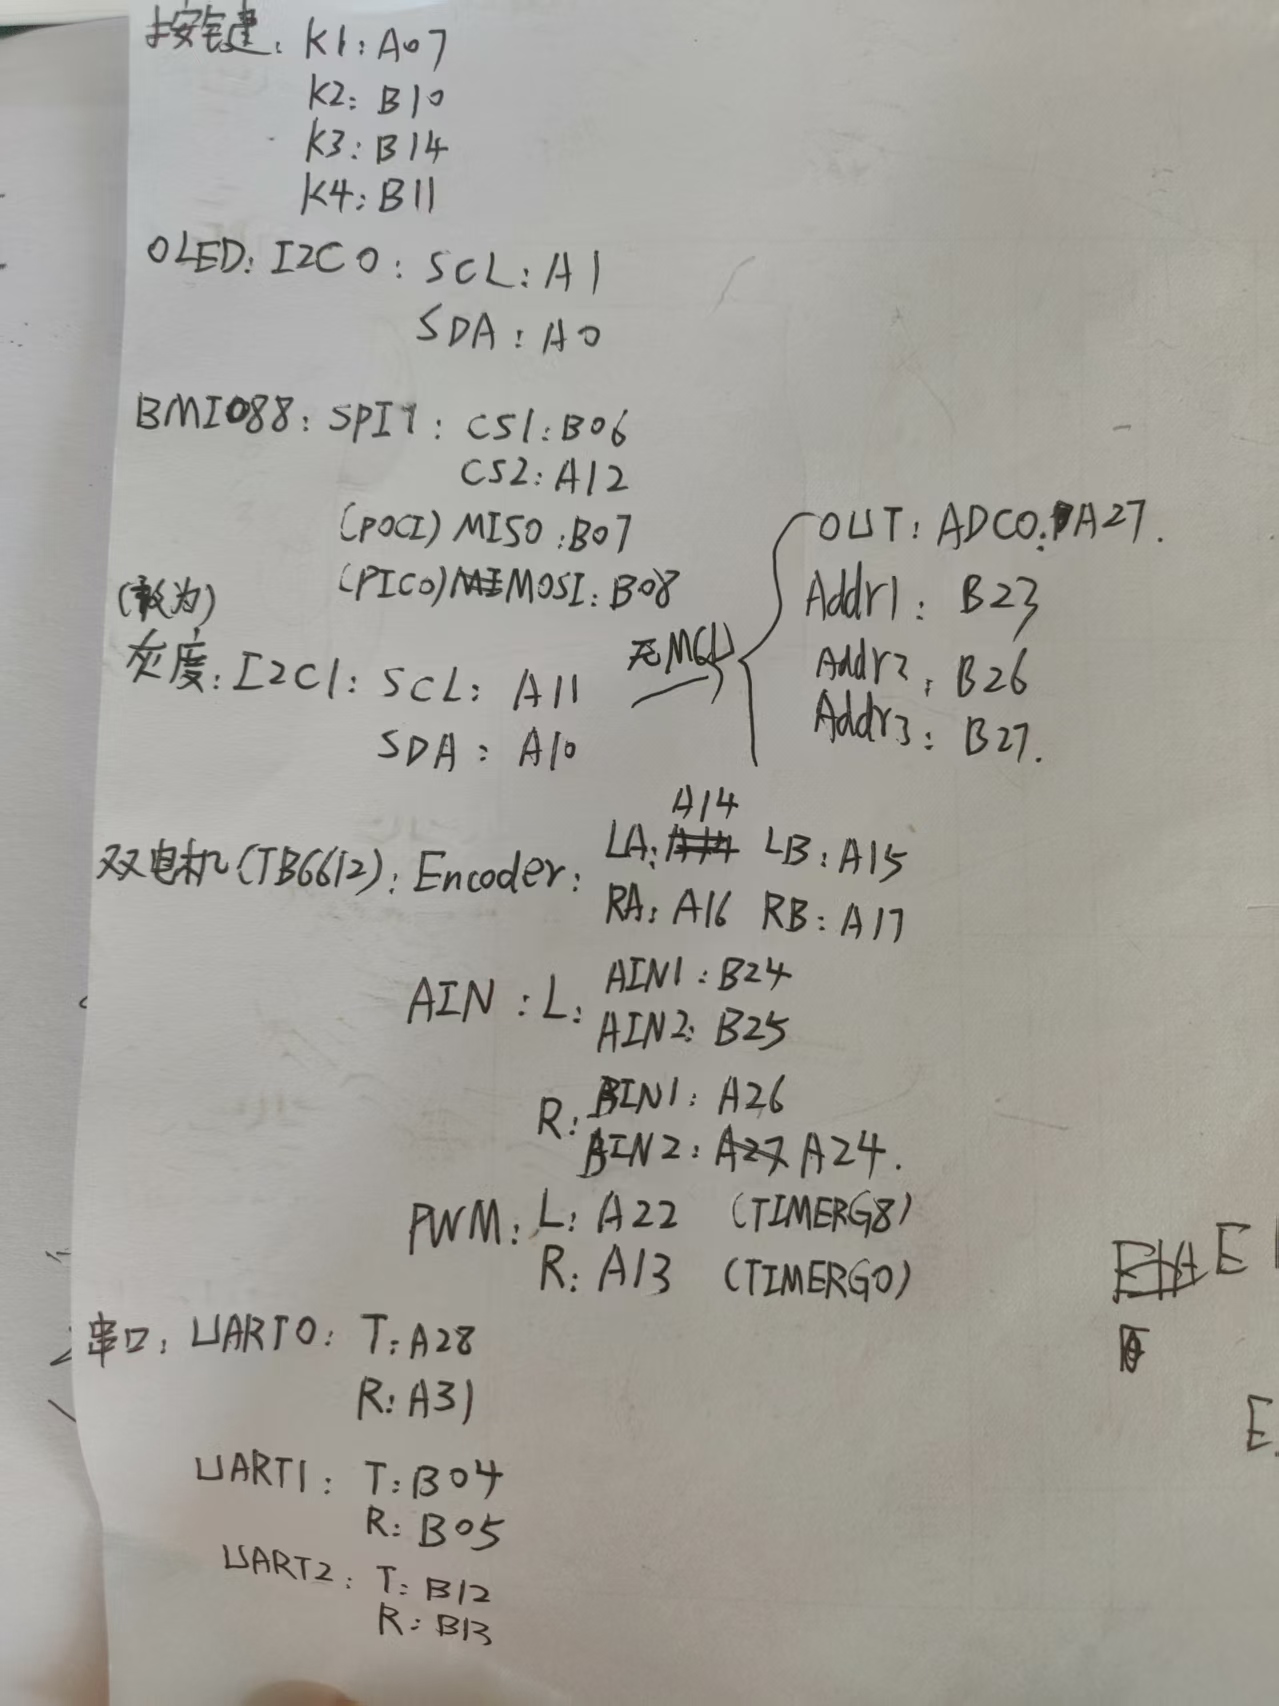 按键: K1: A07
K2: B10
K3: B14
K4: B11
OLED: I2C0: SCL: A1
SDA: A0
BMI088: SPI1: CS1: B06
CS2: A12
(POCI) MISO: B07
(PICO) MOSI: B08
(敢为)
灰度: I2C1: SCL: A11
SDA: A10
无MCU
OUT: ADC0: A27.
Addr1: B23
Addr2: B26
Addr3: B27.
双电机(TB6612): Encoder: LA: A14 LB: A15
RA: A16 RB: A17
AIN: L: AIN1: B24
AIN2: B25
R: BIN1: A26
BIN2: A24.
PWM: L: A22 (TIMERG8)
R: A13 (TIMERG0)
串口: UART0: T: A28
R: A31
UART1: T: B04
R: B05
UART2: T: B12
R: B13